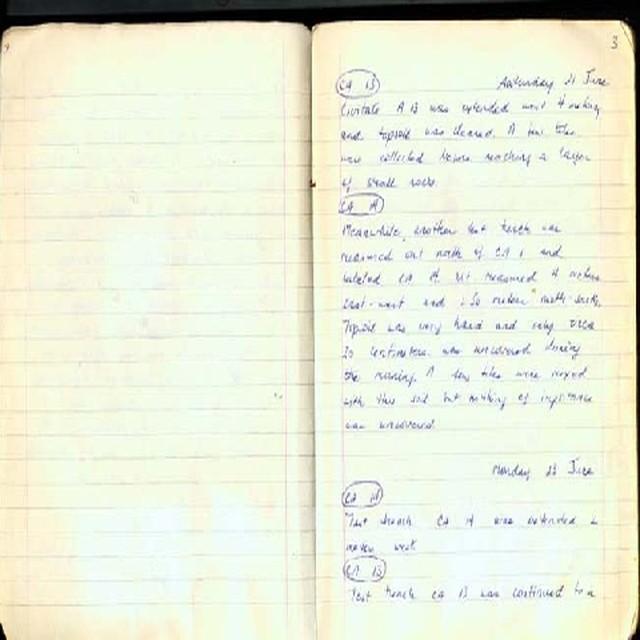 3
Saturday 21 June
CA 13
Civitate A 13 was extended west 4 meters
and topsoil was cleared. A few tiles
were collected before reaching a layer
of small rocks.
CA 14
Meanwhile, another test trench was
measured out north of CA 1 and
labeled CA 14. It measured 4 meters
east-west and 1.50 meters north-south.
Topsoil was very hard and only
20 centimeters was uncovered during
the morning. A few tiles were mixed
with this soil but nothing of importance
was uncovered.
Monday 23 June
CA 14
Test trench CA 14 was extended
meters west
CA 13
Test trench CA 13 was continued to a